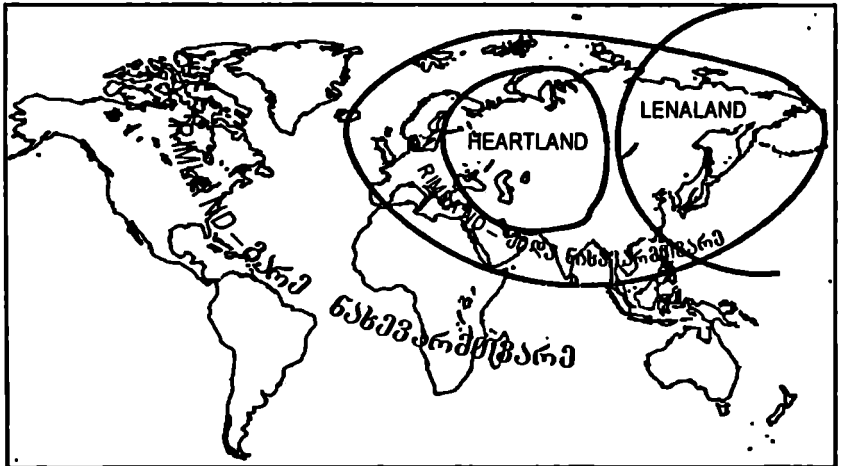 HEARTLAND
LENALAND
RIMLAND – შიდა ნახევარმთვარე
RIMLAND – გარე
ნახევარმთვარე